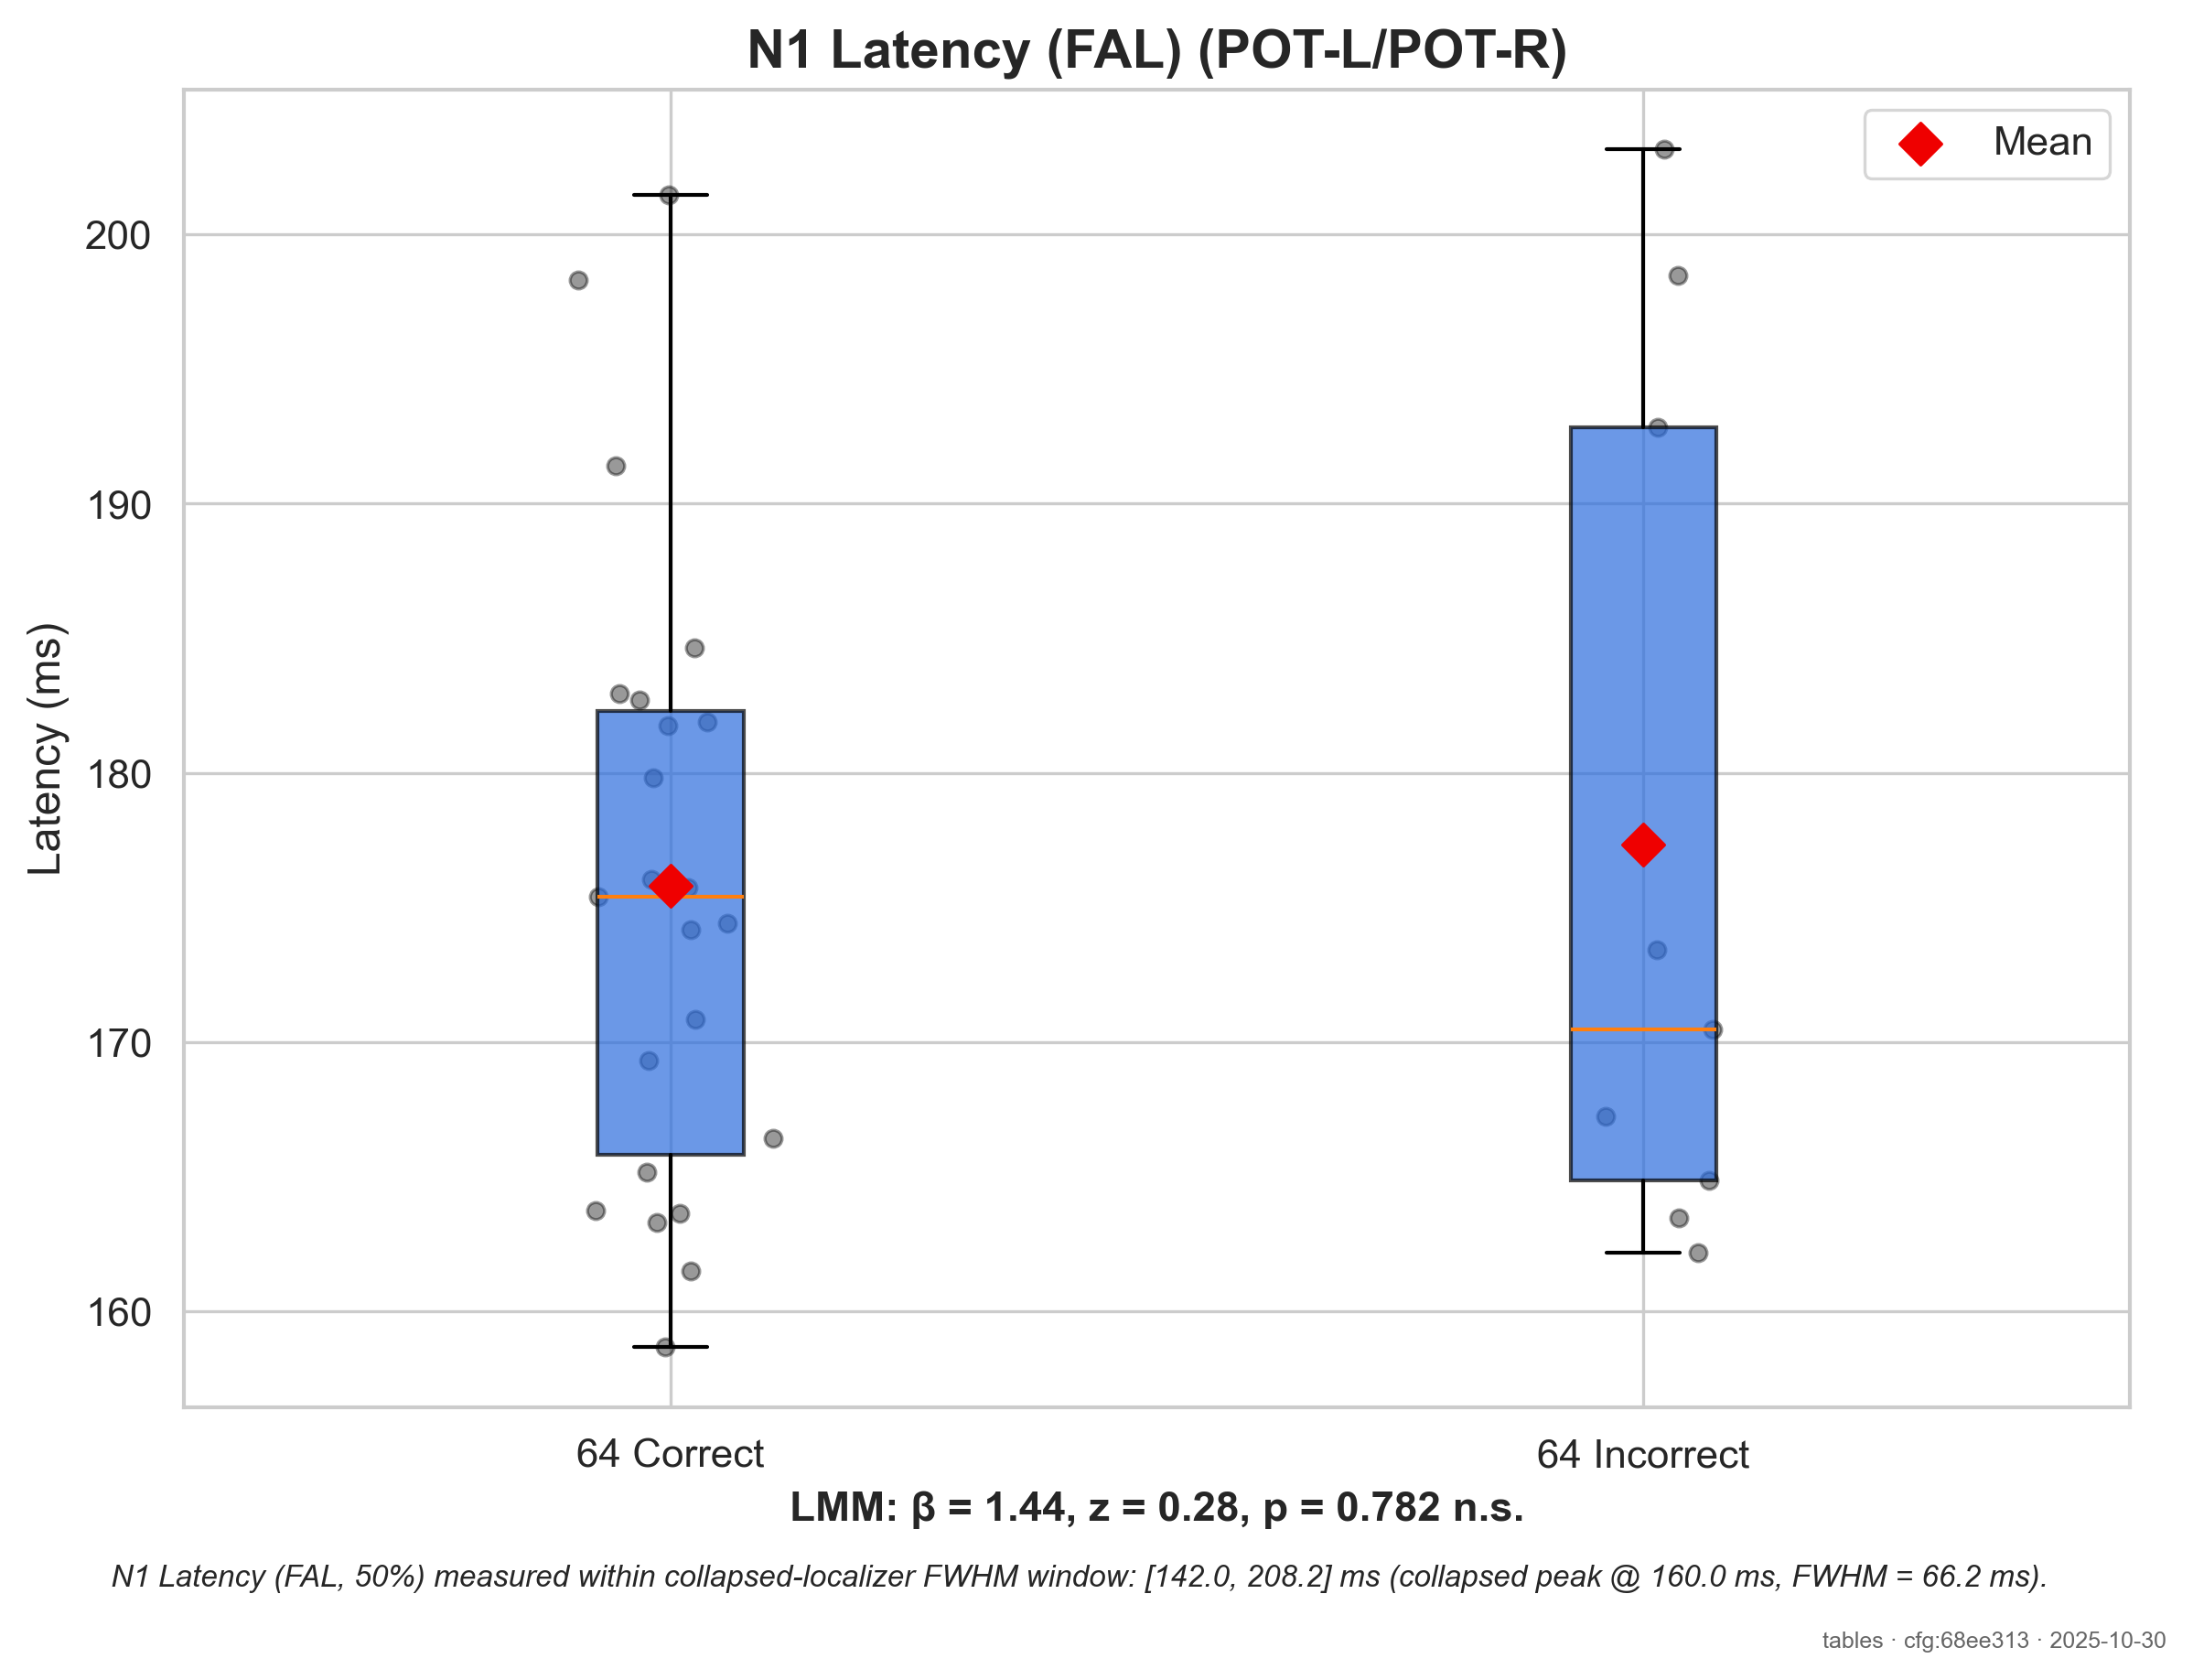 N1 Latency (FAL) (POT-L/POT-R)
Mean
Latency (ms)
200
190
180
170
160
64 Correct
64 Incorrect
LMM: β = 1.44, z = 0.28, p = 0.782 n.s.
N1 Latency (FAL, 50%) measured within collapsed-localizer FWHM window: [142.0, 208.2] ms (collapsed peak @ 160.0 ms, FWHM = 66.2 ms).
tables · cfg:68ee313 · 2025-10-30